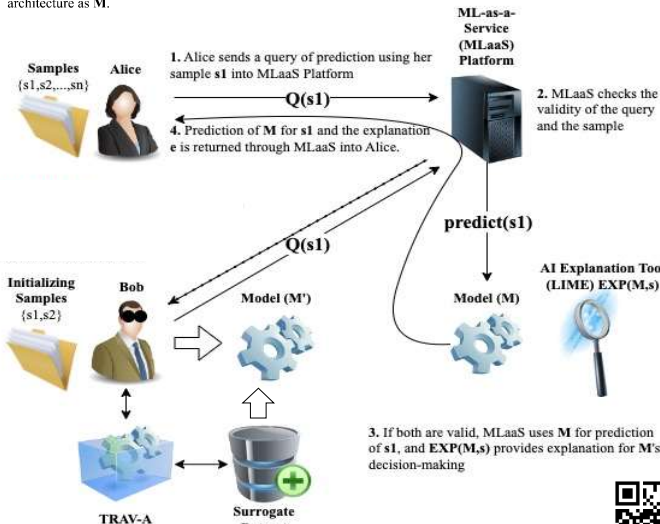 architecture as M.
ML-as-a-
Service
(MLaaS)
Platform
1. Alice sends a query of prediction using her
sample s1 into MLaaS Platform
Samples
{s1,s2,...,sn}
Alice
Q(s1)
2. MLaaS checks the
validity of the query
and the sample
4. Prediction of M for s1 and the explanation
e is returned through MLaaS into Alice.
predict(s1)
Q(s1)
Initializing
Samples
{s1,s2}
Bob
Model (M')
Model (M)
AI Explanation Too
(LIME) EXP(M,s)
3. If both are valid, MLaaS uses M for prediction
of s1, and EXP(M,s) provides explanation for M's
decision-making
TRAV-A
Surrogate